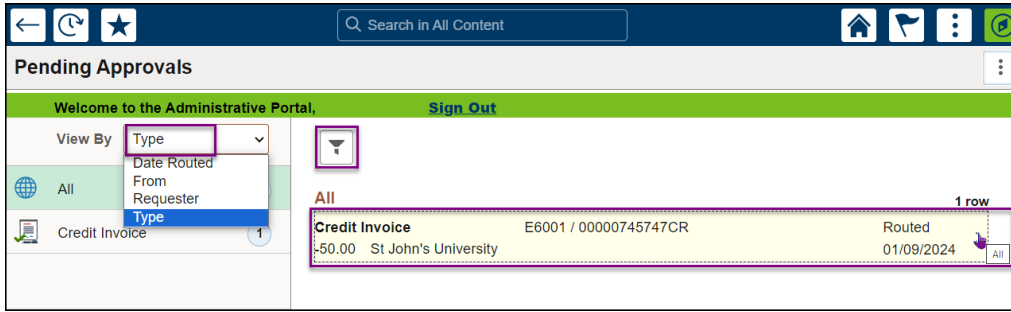 Search in All Content
Pending Approvals
Welcome to the Administrative Portal, Sign Out
View By Type
Date Routed
From
Requester
Type
All
Credit Invoice 1
All
1 row
Credit Invoice E6001 / 00000745747CR Routed
-50.00 St John's University 01/09/2024
All